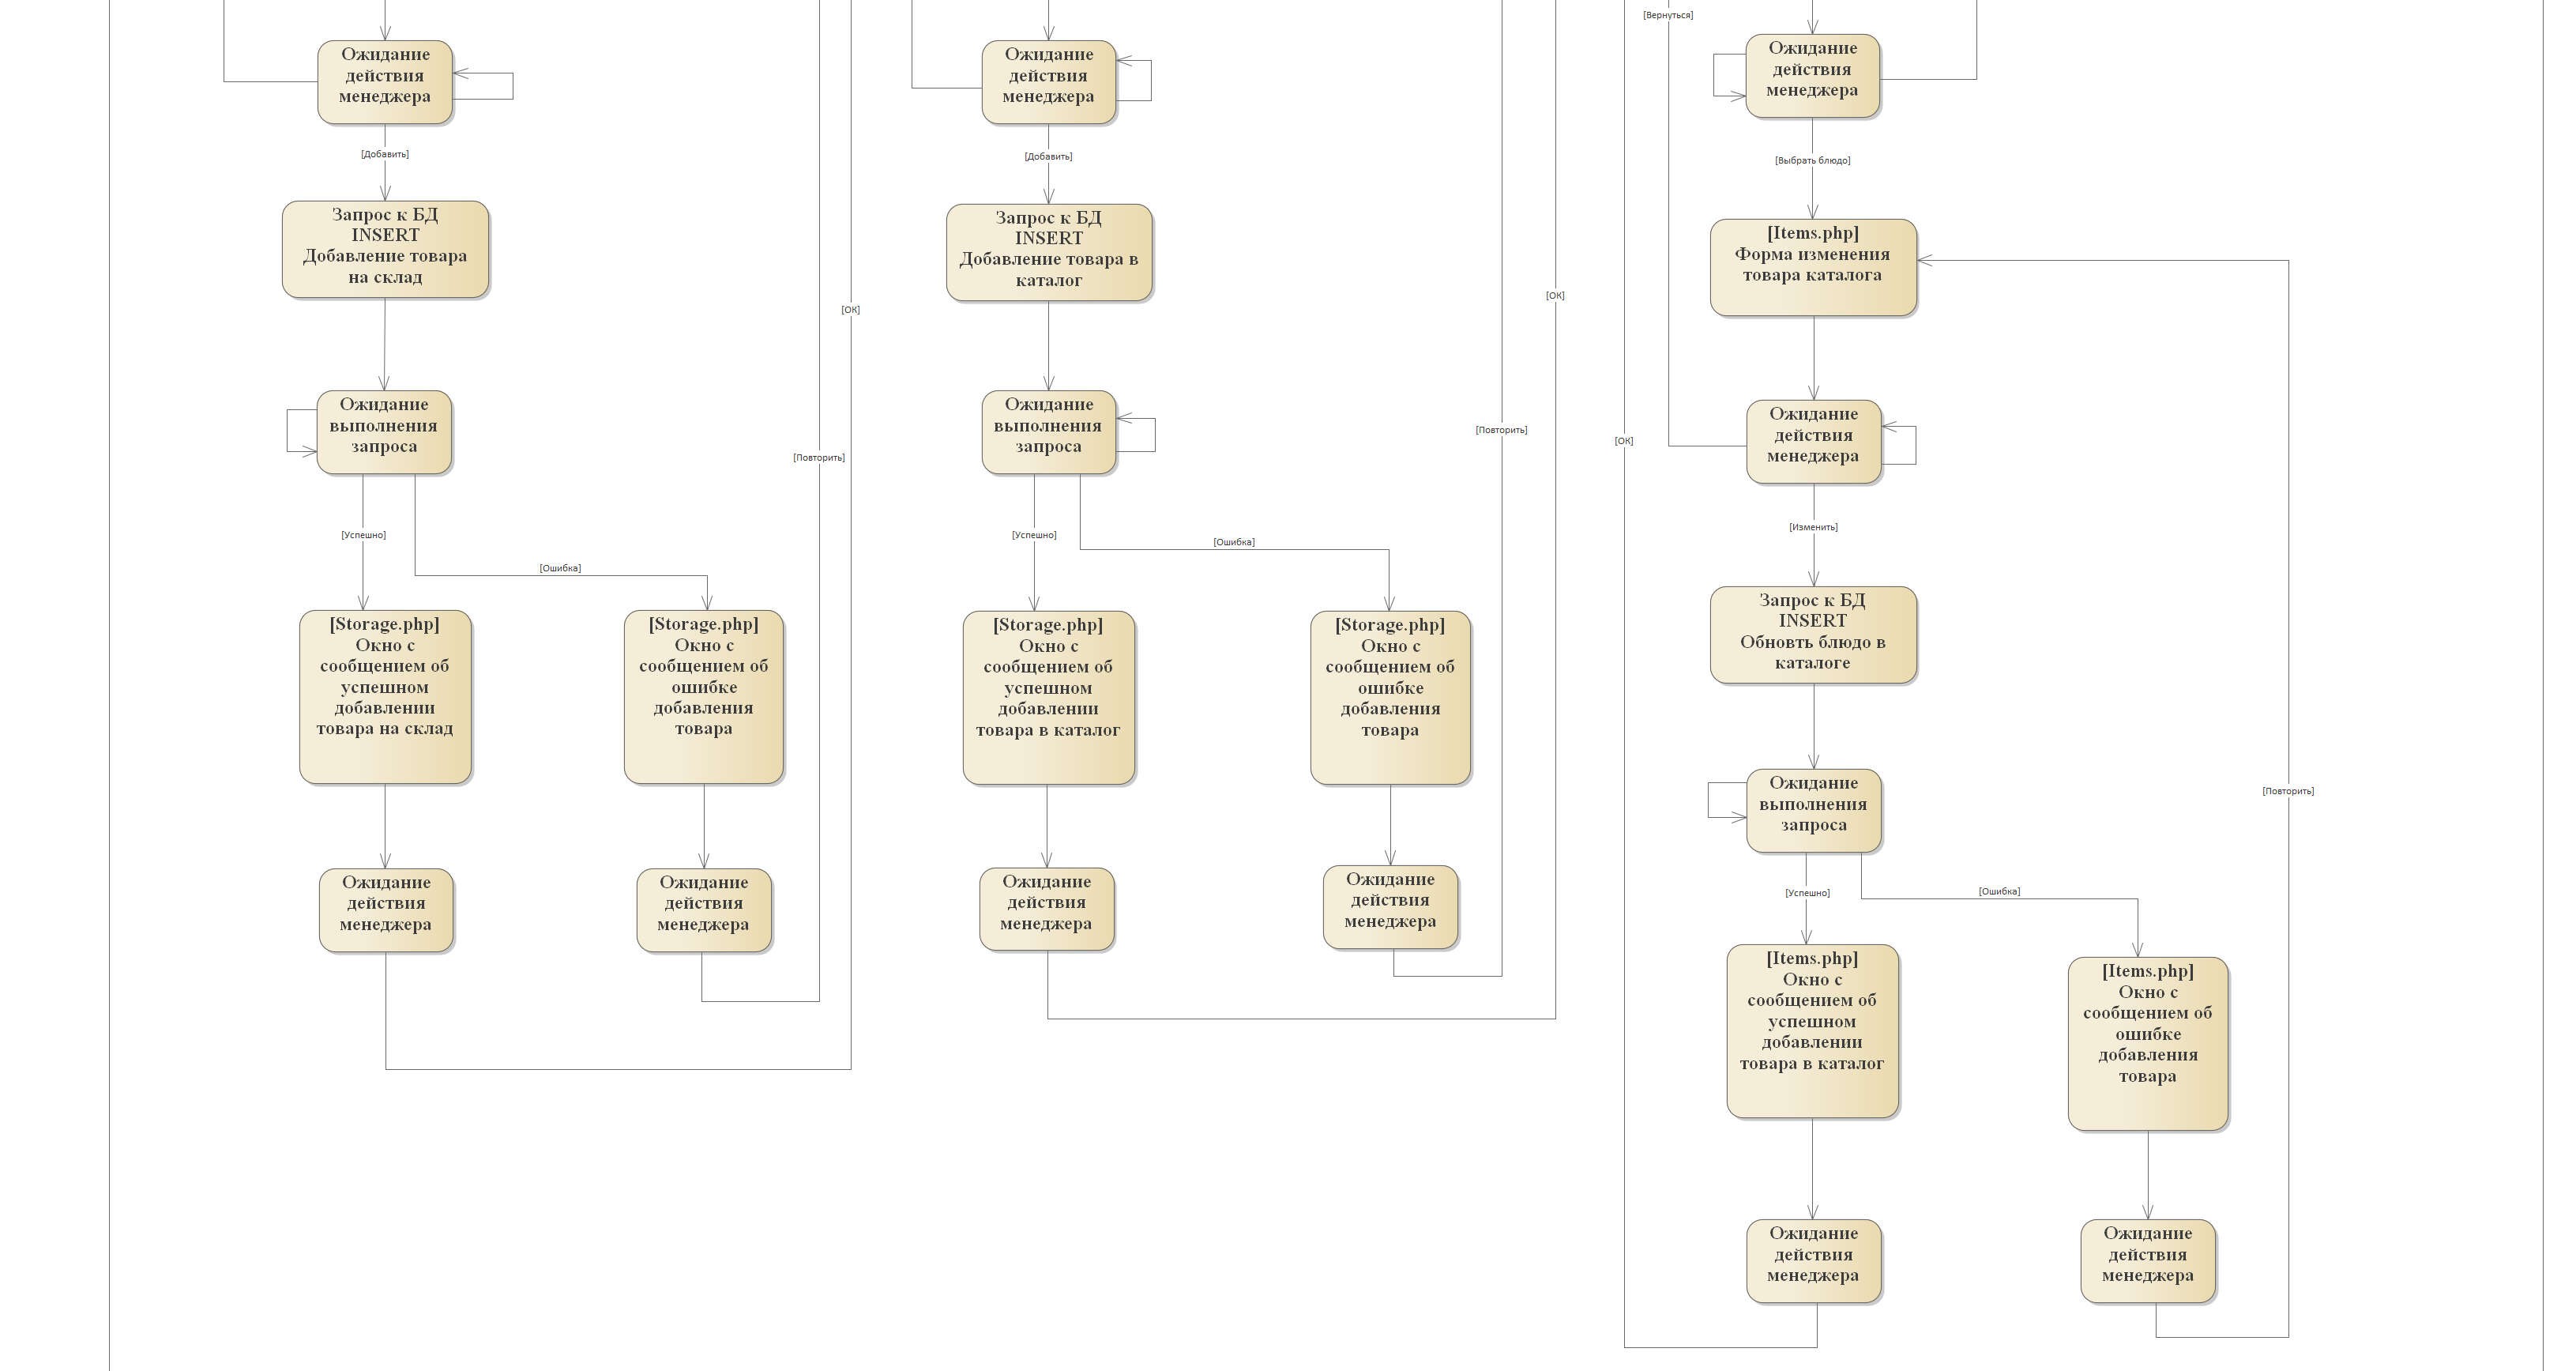 Ожидание
действия
менеджера
[Добавить]
Запрос к БД
INSERT
Добавление товара
на склад
Ожидание
выполнения
запроса
[Успешно]
[Ошибка]
[Storage.php]
Окно с
сообщением об
успешном
добавлении
товара на склад
[Storage.php]
Окно с
сообщением об
ошибке
добавления
товара
Ожидание
действия
менеджера
Ожидание
действия
менеджера
[Повторить]
[ОК]
Ожидание
действия
менеджера
[Добавить]
Запрос к БД
INSERT
Добавление товара в
каталог
Ожидание
выполнения
запроса
[Успешно]
[Ошибка]
[Storage.php]
Окно с
сообщением об
успешном
добавлении
товара в каталог
[Storage.php]
Окно с
сообщением об
ошибке
добавления
товара
Ожидание
действия
менеджера
Ожидание
действия
менеджера
[Повторить]
[ОК]
[Вернуться]
Ожидание
действия
менеджера
[Выбрать блюдо]
[Items.php]
Форма изменения
товара каталога
[ОК]
Ожидание
действия
менеджера
[Изменить]
Запрос к БД
INSERT
Обновть блюдо в
каталоге
Ожидание
выполнения
запроса
[Повторить]
[Успешно]
[Ошибка]
[Items.php]
Окно с
сообщением об
успешном
добавлении
товара в каталог
[Items.php]
Окно с
сообщением об
ошибке
добавления
товара
Ожидание
действия
менеджера
Ожидание
действия
менеджера